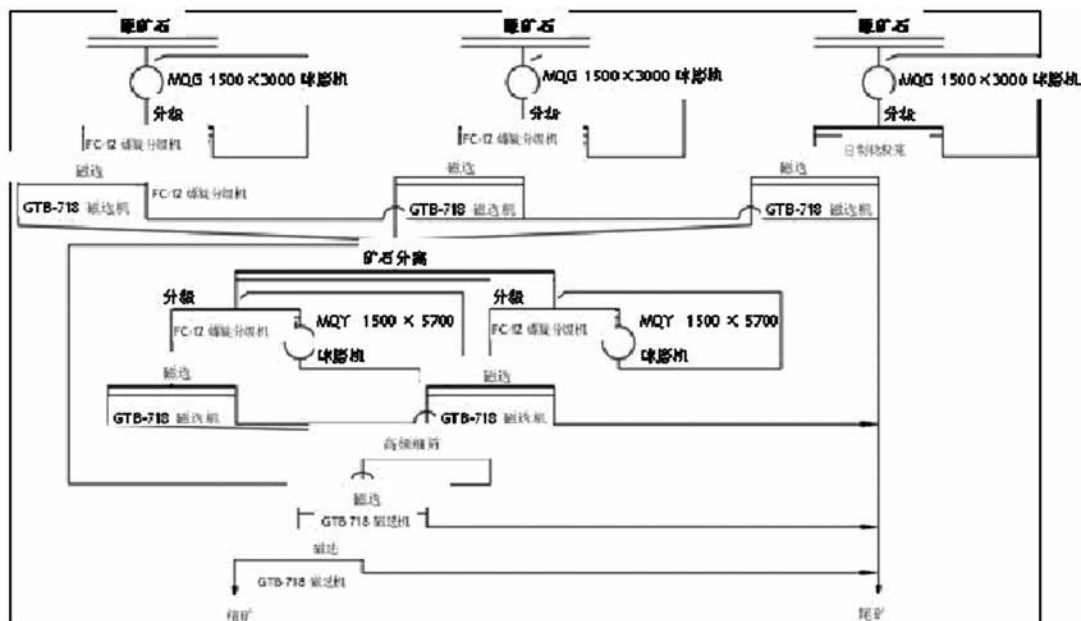 原矿石
原矿石
原矿石
MQG 1500×3000 球磨机
MQG 1500×3000 球磨机
MQG 1500×3000 球磨机
分级
分级
分级
FC-12 螺旋分级机
FC-12 螺旋分级机
磁选
磁选
磁选
FC-12 螺旋分级机
GTB-718 磁选机
GTB-718 磁选机
GTB-718 磁选机
矿石分离
分级
分级
MQY 1500 × 5700
MQY 1500 × 5700
FC-12 螺旋分级机
FC-12 螺旋分级机
球磨机
球磨机
磁选
磁选
GTB-718 磁选机
GTB-718 磁选机
高频细筛
磁选
GTB-718 磁选机
磁选
GTB-718 磁选机
精矿
尾矿